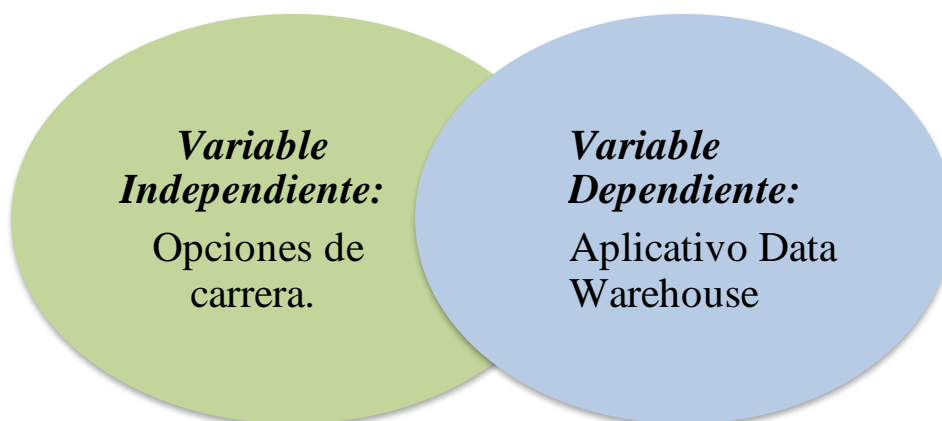 Variable
Independiente:
Opciones de
carrera.
Variable
Dependiente:
Aplicativo Data
Warehouse